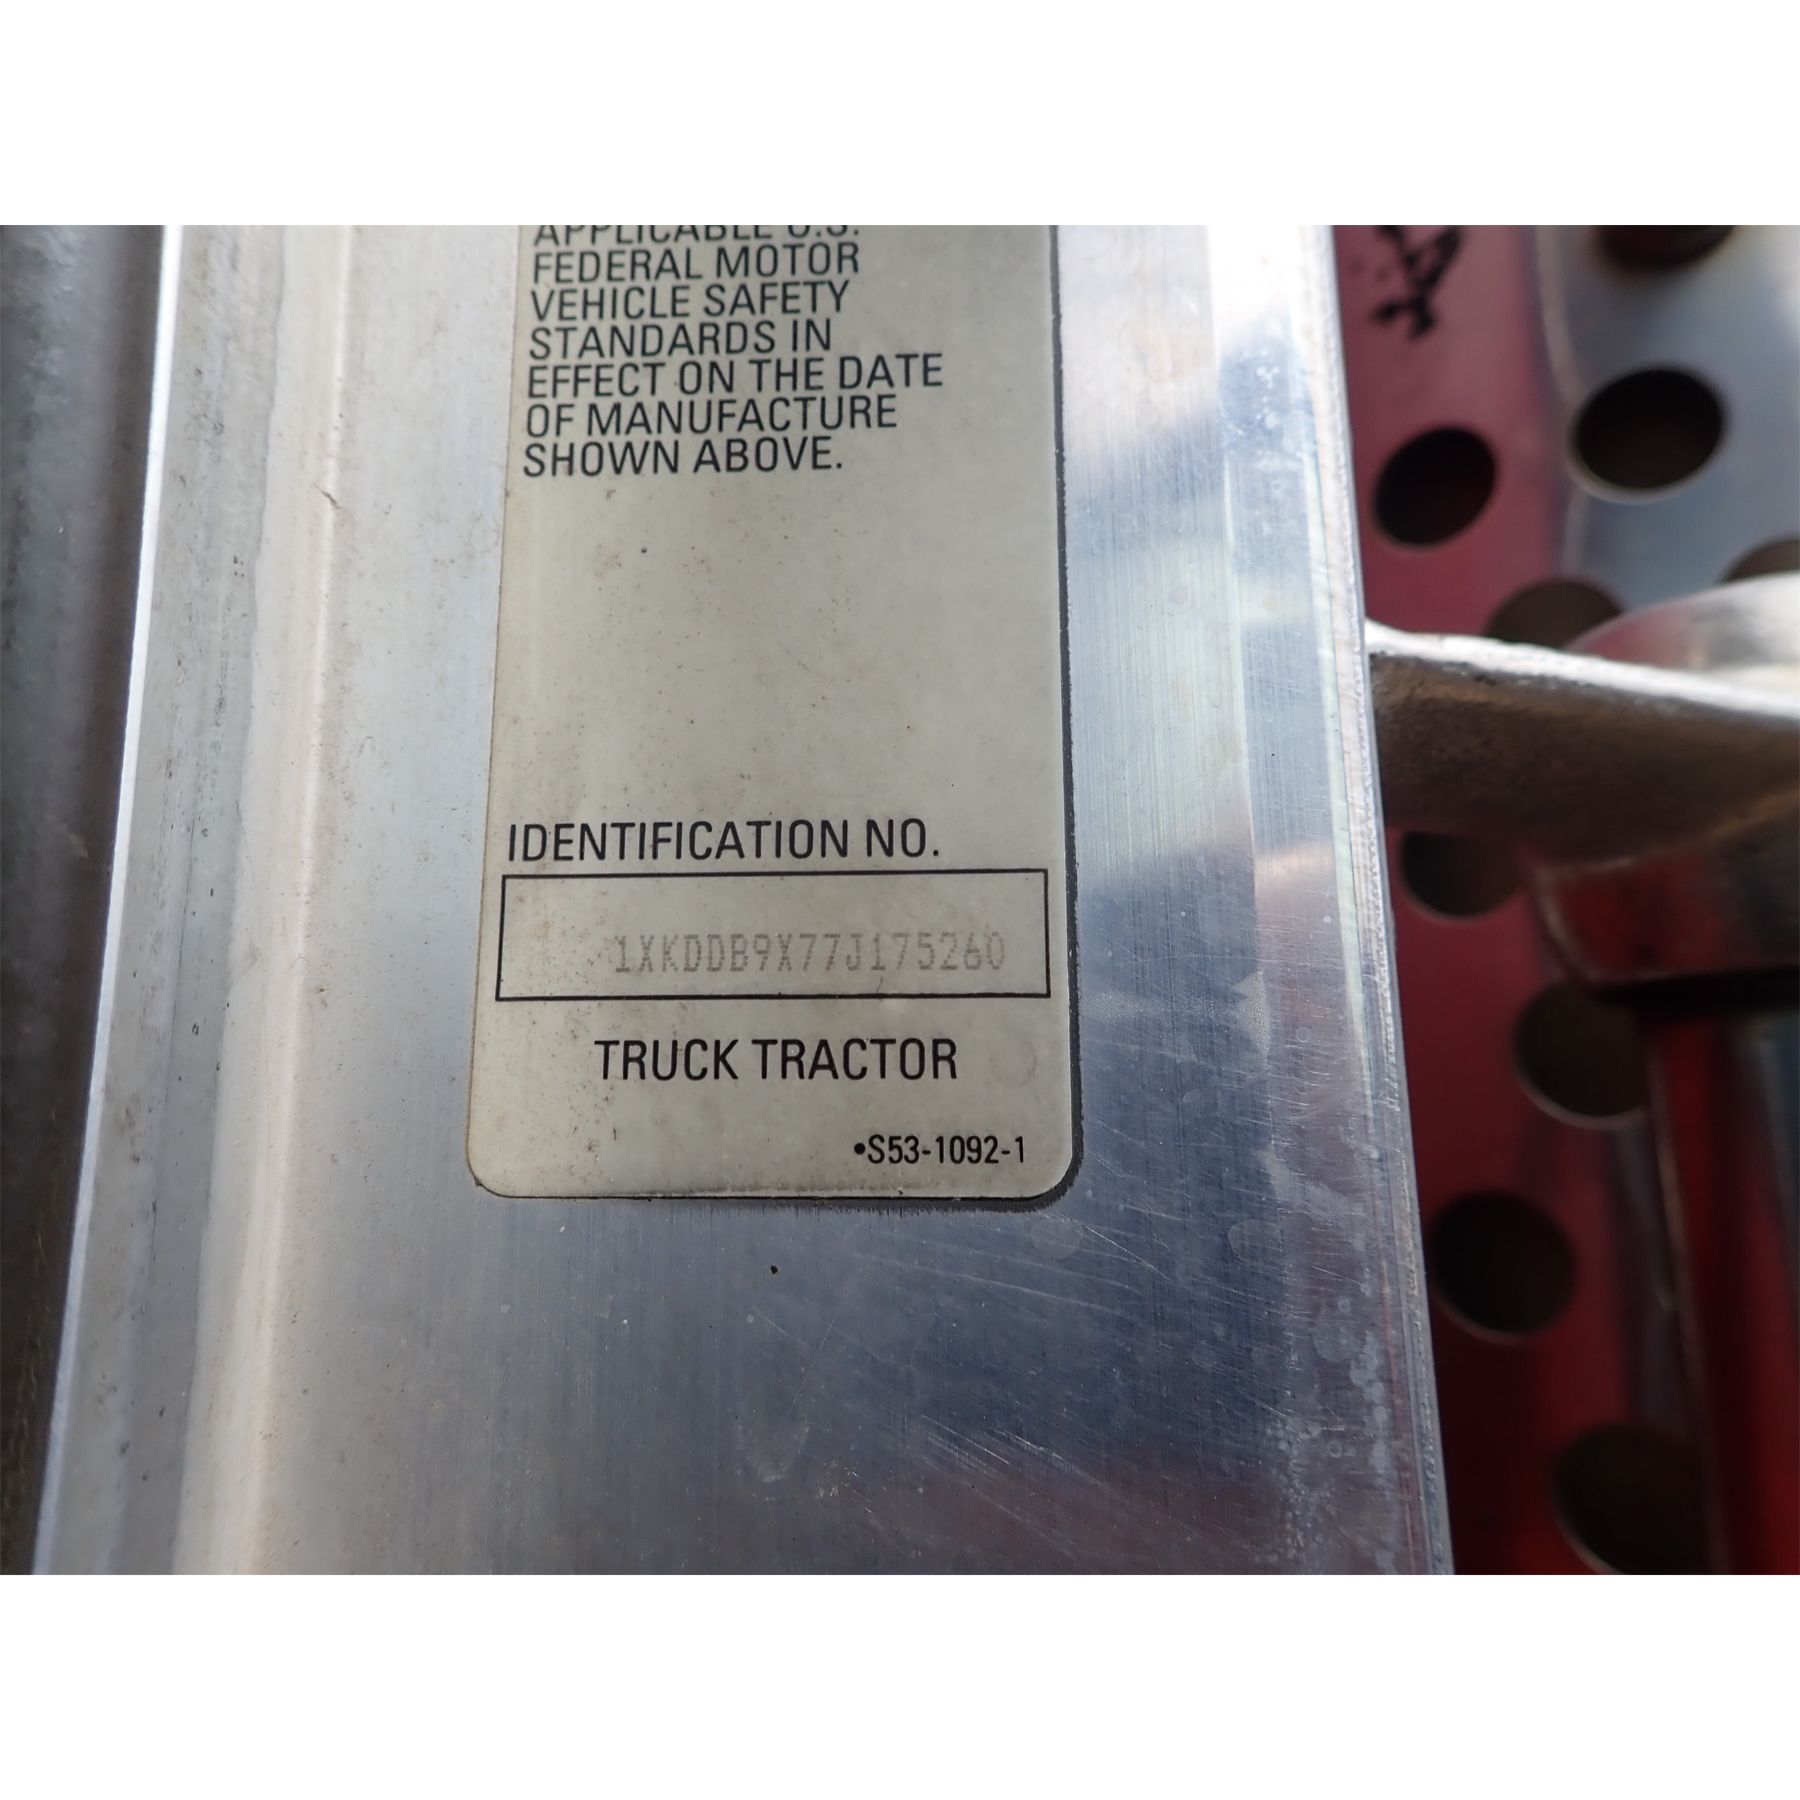 APPLICABLE U.S.
FEDERAL MOTOR
VEHICLE SAFETY
STANDARDS IN
EFFECT ON THE DATE
OF MANUFACTURE
SHOWN ABOVE.
IDENTIFICATION NO.
1XKDDB9X77J175260
TRUCK TRACTOR
•S53-1092-1